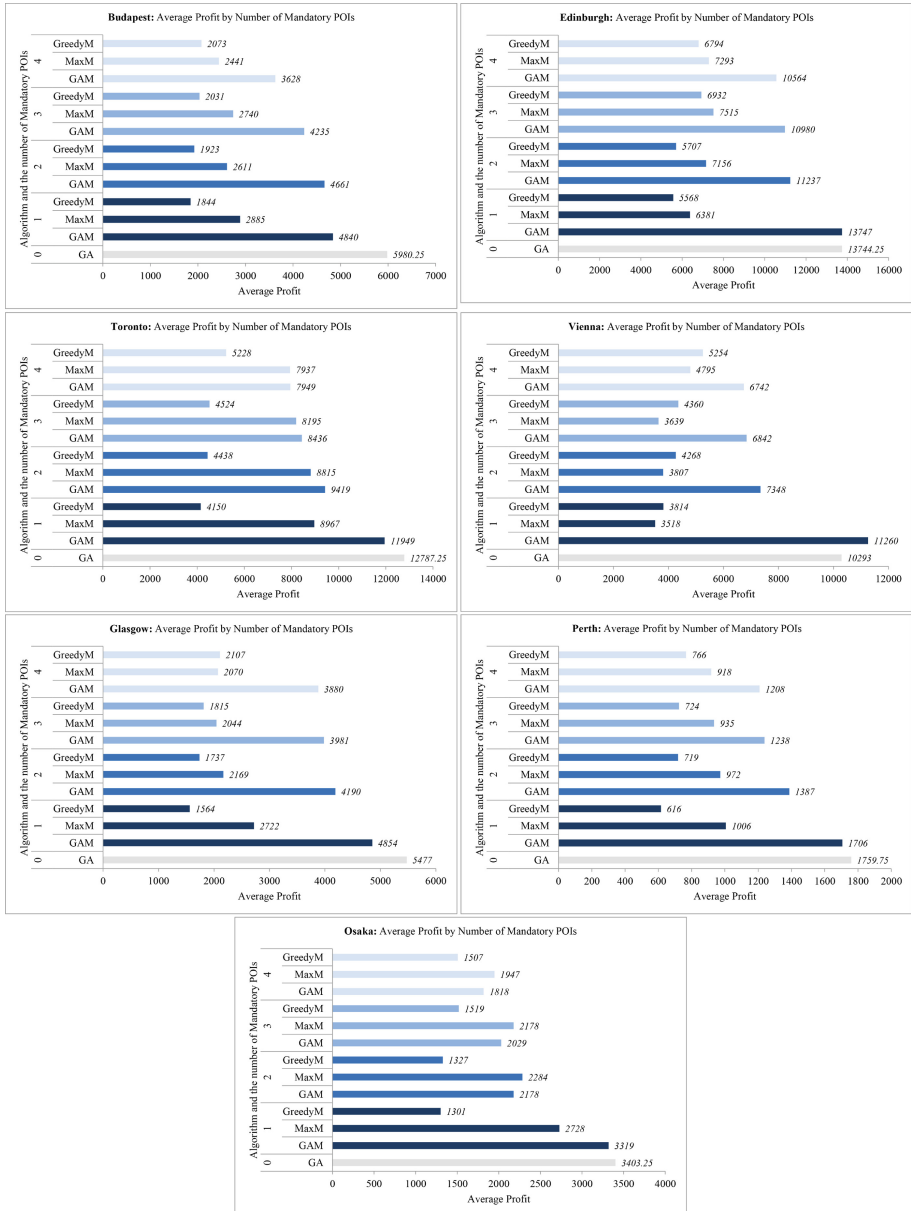 Budapest: Average Profit by Number of Mandatory POIs
Algorithm and the number of Mandatory POIs
4
GreedyM 2073
MaxM 2441
GAM 3628
3
GreedyM 2031
MaxM 2740
GAM 4235
2
GreedyM 1923
MaxM 2611
GAM 4661
1
GreedyM 1844
MaxM 2885
GAM 4840
0
GA 5980.25
0 1000 2000 3000 4000 5000 6000 7000
Average Profit
Edinburgh: Average Profit by Number of Mandatory POIs
Algorithm and the number of Mandatory POIs
4
GreedyM 6794
MaxM 7293
GAM 10564
3
GreedyM 6932
MaxM 7515
GAM 10980
2
GreedyM 5707
MaxM 7156
GAM 11237
1
GreedyM 5568
MaxM 6381
GAM 13747
0
GA 13744.25
0 2000 4000 6000 8000 10000 12000 14000 16000
Average Profit
Toronto: Average Profit by Number of Mandatory POIs
Algorithm and the number of Mandatory POIs
4
GreedyM 5228
MaxM 7937
GAM 7949
3
GreedyM 4524
MaxM 8195
GAM 8436
2
GreedyM 4438
MaxM 8815
GAM 9419
1
GreedyM 4150
MaxM 8967
GAM 11949
0
GA 12787.25
0 2000 4000 6000 8000 10000 12000 14000
Average Profit
Vienna: Average Profit by Number of Mandatory POIs
Algorithm and the number of Mandatory POIs
4
GreedyM 5254
MaxM 4795
GAM 6742
3
GreedyM 4360
MaxM 3639
GAM 6842
2
GreedyM 4268
MaxM 3807
GAM 7348
1
GreedyM 3814
MaxM 3518
GAM 11260
0
GA 10293
0 2000 4000 6000 8000 10000 12000
Average Profit
Glasgow: Average Profit by Number of Mandatory POIs
Algorithm and the number of Mandatory POIs
4
GreedyM 2107
MaxM 2070
GAM 3880
3
GreedyM 1815
MaxM 2044
GAM 3981
2
GreedyM 1737
MaxM 2169
GAM 4190
1
GreedyM 1564
MaxM 2722
GAM 4854
0
GA 5477
0 1000 2000 3000 4000 5000 6000
Average Profit
Perth: Average Profit by Number of Mandatory POIs
Algorithm and the number of Mandatory POIs
4
GreedyM 766
MaxM 918
GAM 1208
3
GreedyM 724
MaxM 935
GAM 1238
2
GreedyM 719
MaxM 972
GAM 1387
1
GreedyM 616
MaxM 1006
GAM 1706
0
GA 1759.75
0 200 400 600 800 1000 1200 1400 1600 1800 2000
Average Profit
Osaka: Average Profit by Number of Mandatory POIs
Algorithm and the number of Mandatory POIs
4
GreedyM 1507
MaxM 1947
GAM 1818
3
GreedyM 1519
MaxM 2178
GAM 2029
2
GreedyM 1327
MaxM 2284
GAM 2178
1
GreedyM 1301
MaxM 2728
GAM 3319
0
GA 3403.25
0 500 1000 1500 2000 2500 3000 3500 4000
Average Profit